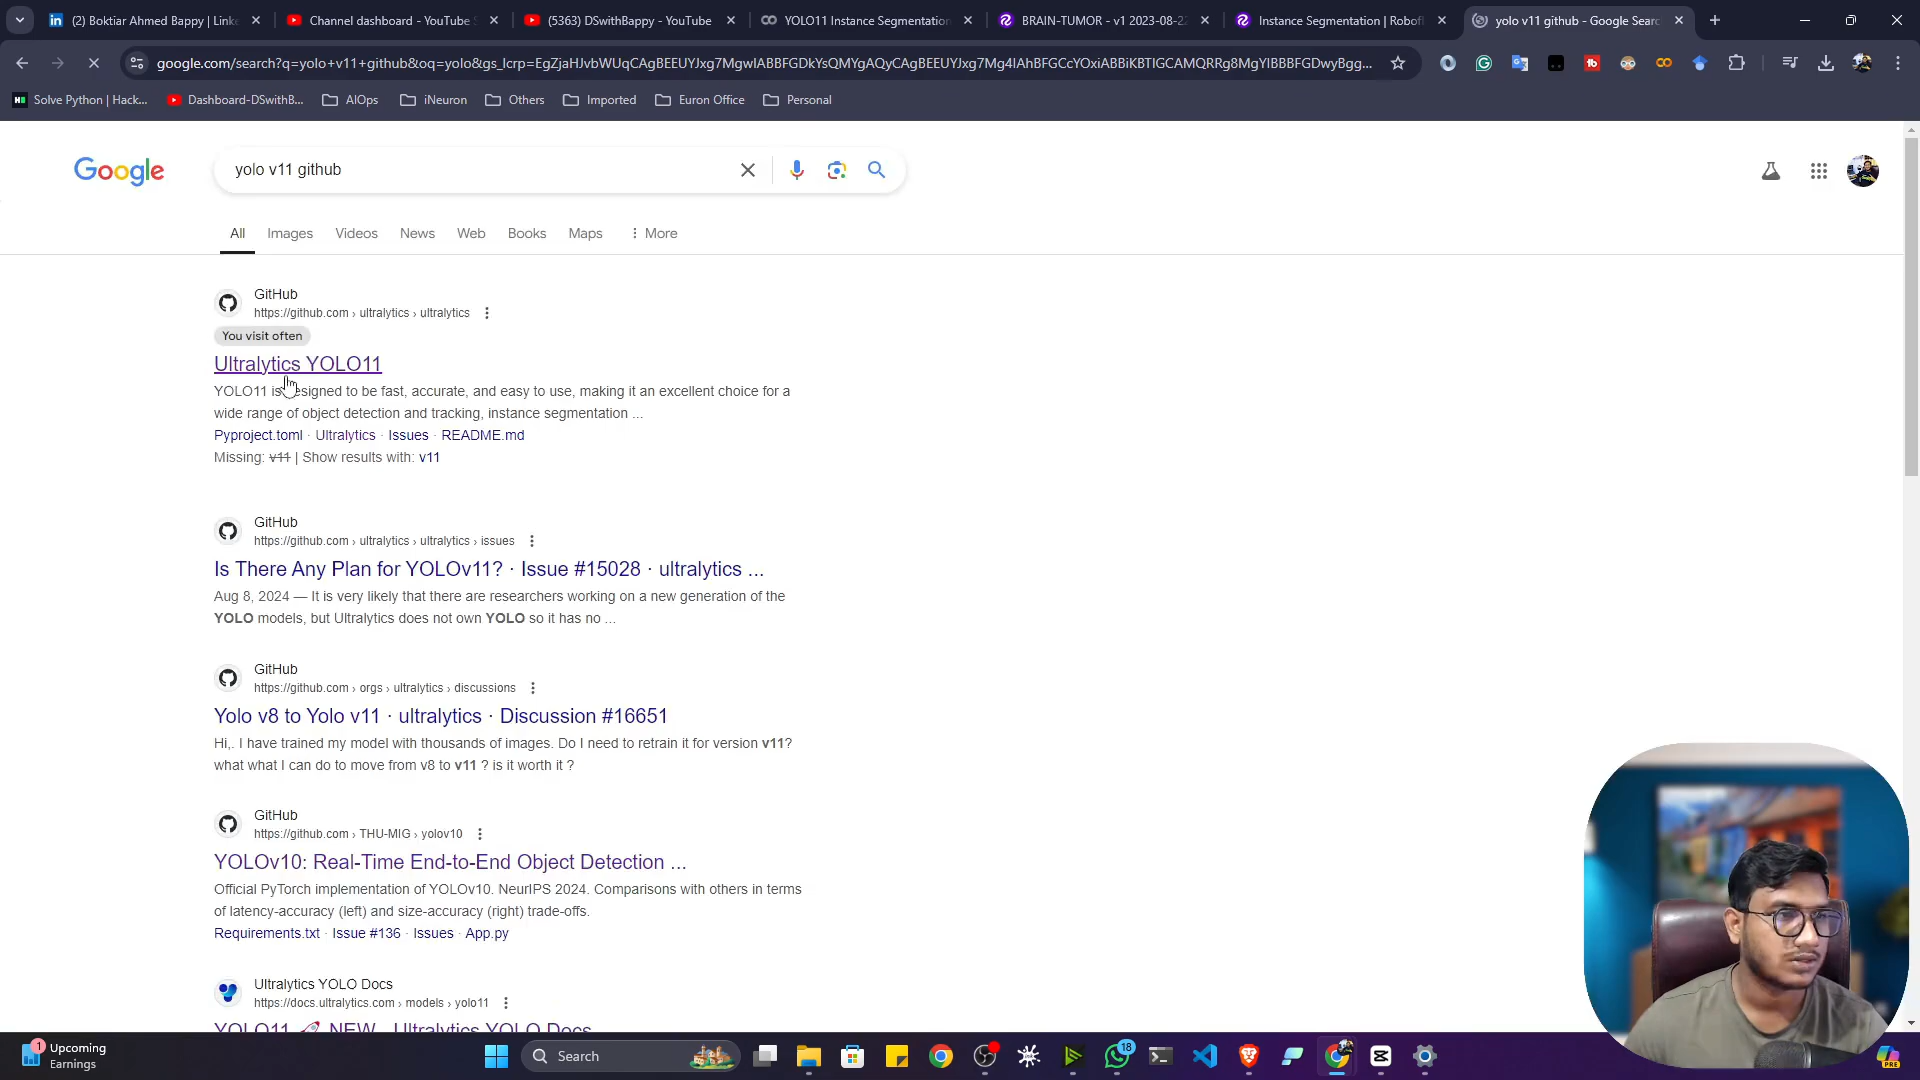 (2) Boktiar Ahmed Bappy | Linke
Channel dashboard - YouTube S
(5363) DSwithBappy - YouTube
YOLO11 Instance Segmentation
BRAIN-TUMOR - v1 2023-08-22
Instance Segmentation | Robofl
yolo v11 github - Google Searc
google.com/search?q=yolo+v11+github&oq=yolo&gs_lcrp=EgZjaHJvbWUqCAgBEEUYJxg7MgwIABBFGDkYsQMYgAQyCAgBEEUYJxg7Mg4IAhBFGCcYOxiABBiKBTIGCAMQRRg8MgYIBBBFGDwyBgg...
Solve Python | Hack...
Dashboard-DSwithB...
AIOps
iNeuron
Others
Imported
Euron Office
Personal
Google
yolo v11 github
All Images Videos News Web Books Maps More
GitHub
https://github.com › ultralytics › ultralytics
You visit often
Ultralytics YOLO11
YOLO11 is designed to be fast, accurate, and easy to use, making it an excellent choice for a
wide range of object detection and tracking, instance segmentation ...
Pyproject.toml · Ultralytics · Issues · README.md
Missing: v11 | Show results with: v11
GitHub
https://github.com › ultralytics › ultralytics › issues
Is There Any Plan for YOLOv11? · Issue #15028 · ultralytics ...
Aug 8, 2024 — It is very likely that there are researchers working on a new generation of the
YOLO models, but Ultralytics does not own YOLO so it has no ...
GitHub
https://github.com › orgs › ultralytics › discussions
Yolo v8 to Yolo v11 · ultralytics · Discussion #16651
Hi,. I have trained my model with thousands of images. Do I need to retrain it for version v11?
what what I can do to move from v8 to v11 ? is it worth it ?
GitHub
https://github.com › THU-MIG › yolov10
YOLOv10: Real-Time End-to-End Object Detection ...
Official PyTorch implementation of YOLOv10. NeurIPS 2024. Comparisons with others in terms
of latency-accuracy (left) and size-accuracy (right) trade-offs.
Requirements.txt · Issue #136 · Issues · App.py
Ultralytics YOLO Docs
https://docs.ultralytics.com › models › yolo11
YOLO11 🚀 NEW - Ultralytics YOLO Docs
1
Upcoming
Earnings
Search
18
PRE